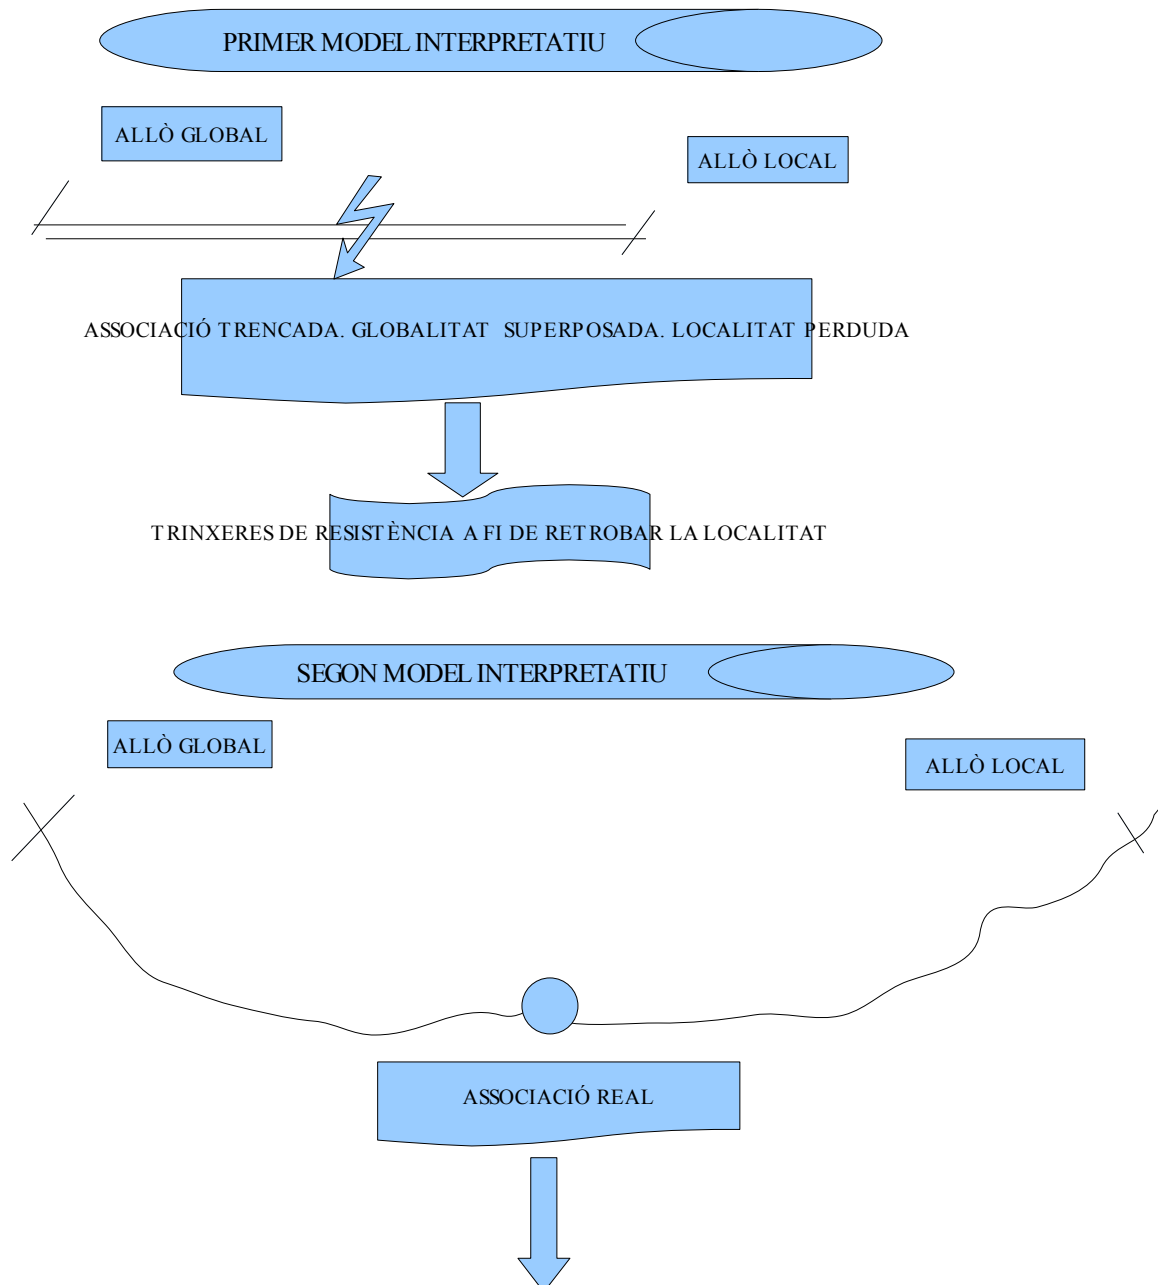 PRIMER MODEL INTERPRETATIU
ALLÒ GLOBAL
ALLÒ LOCAL
ASSOCIACIÓ TRENCADA. GLOBALITAT SUPERPOSADA. LOCALITAT PERDUDA
TRINXERES DE RESISTÈNCIA A FI DE RETROBAR LA LOCALITAT
SEGON MODEL INTERPRETATIU
ALLÒ GLOBAL
ALLÒ LOCAL
ASSOCIACIÓ REAL